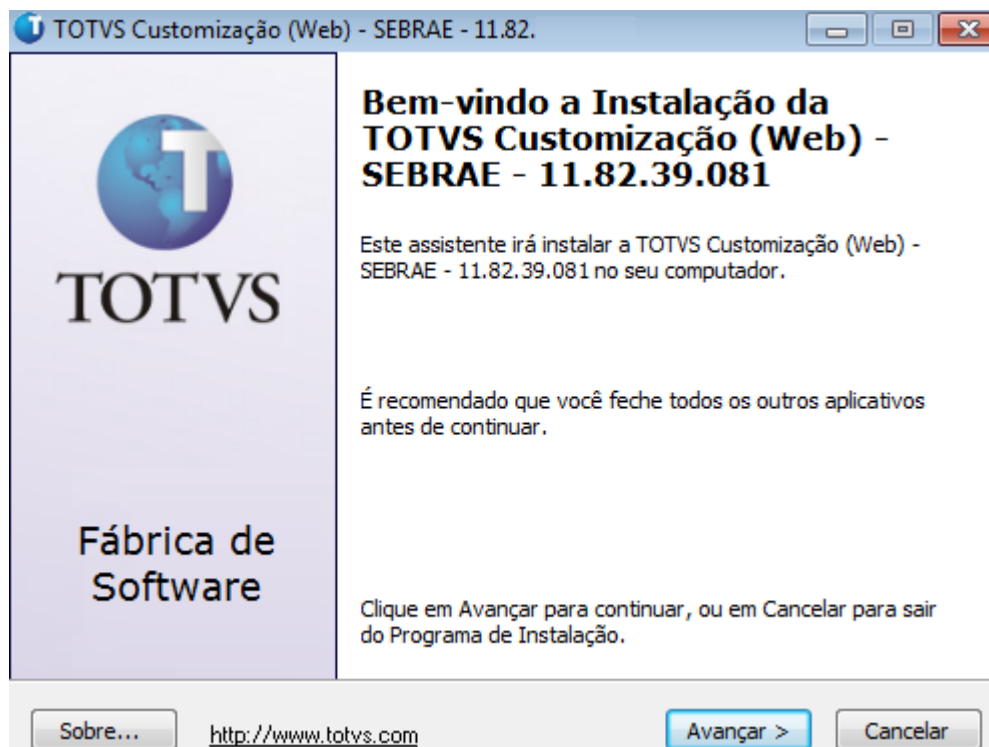 TOTVS Customização (Web) - SEBRAE - 11.82.
Bem-vindo a Instalação da
TOTVS Customização (Web) -
SEBRAE - 11.82.39.081
Este assistente irá instalar a TOTVS Customização (Web) -
SEBRAE - 11.82.39.081 no seu computador.
TOTVS
É recomendado que você feche todos os outros aplicativos
antes de continuar.
Fábrica de
Software
Clique em Avançar para continuar, ou em Cancelar para sair
do Programa de Instalação.
Sobre...
http://www.totvs.com
Avançar >
Cancelar